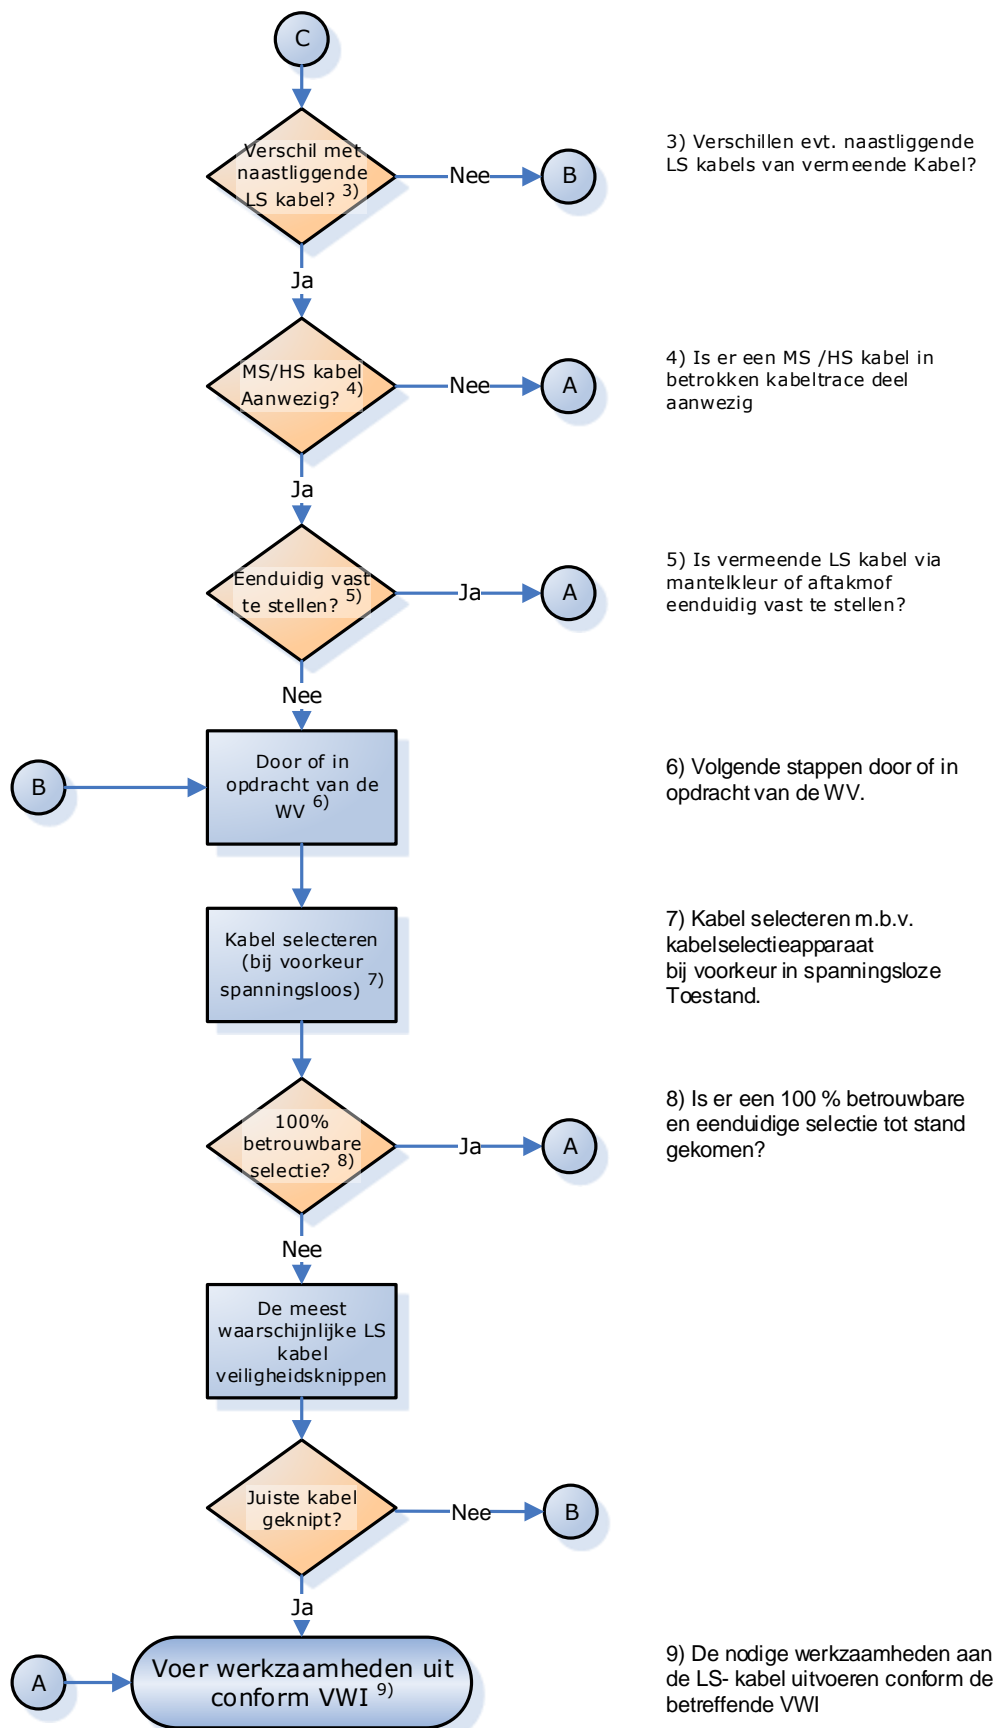 C
Verschil met
naastliggende
LS kabel? 3)
Nee
B
3) Verschillen evt. naastliggende
LS kabels van vermeende Kabel?
Ja
MS/HS kabel
Aanwezig? 4)
Nee
A
4) Is er een MS /HS kabel in
betrokken kabeltrace deel
aanwezig
Ja
Eenduidig vast
te stellen? 5)
Ja
A
5) Is vermeende LS kabel via
mantelkleur of aftakmof
eenduidig vast te stellen?
Nee
B
Door of in
opdracht van de
WV 6)
6) Volgende stappen door of in
opdracht van de WV.
Kabel selecteren
(bij voorkeur
spanningsloos) 7)
7) Kabel selecteren m.b.v.
kabelselectieapparaat
bij voorkeur in spanningsloze
Toestand.
100%
betrouwbare
selectie? 8)
Ja
A
8) Is er een 100 % betrouwbare
en eenduidige selectie tot stand
gekomen?
Nee
De meest
waarschijnlijke LS
kabel
veiligheidsknippen
Juiste kabel
geknipt?
Nee
B
Ja
A
Voer werkzaamheden uit
conform VWI 9)
9) De nodige werkzaamheden aan
de LS- kabel uitvoeren conform de
betreffende VWI